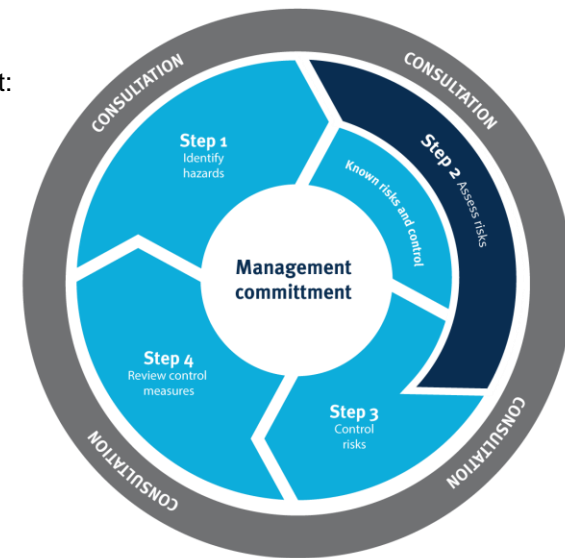 t:
CONSULTATION
CONSULTATION
Step 1
Identify
hazards
Step 2 Assess risks
Known risks and control
Management
committment
Step 4
Review control
measures
Step 3
Control
risks
CONSULTATION
CONSULTATION